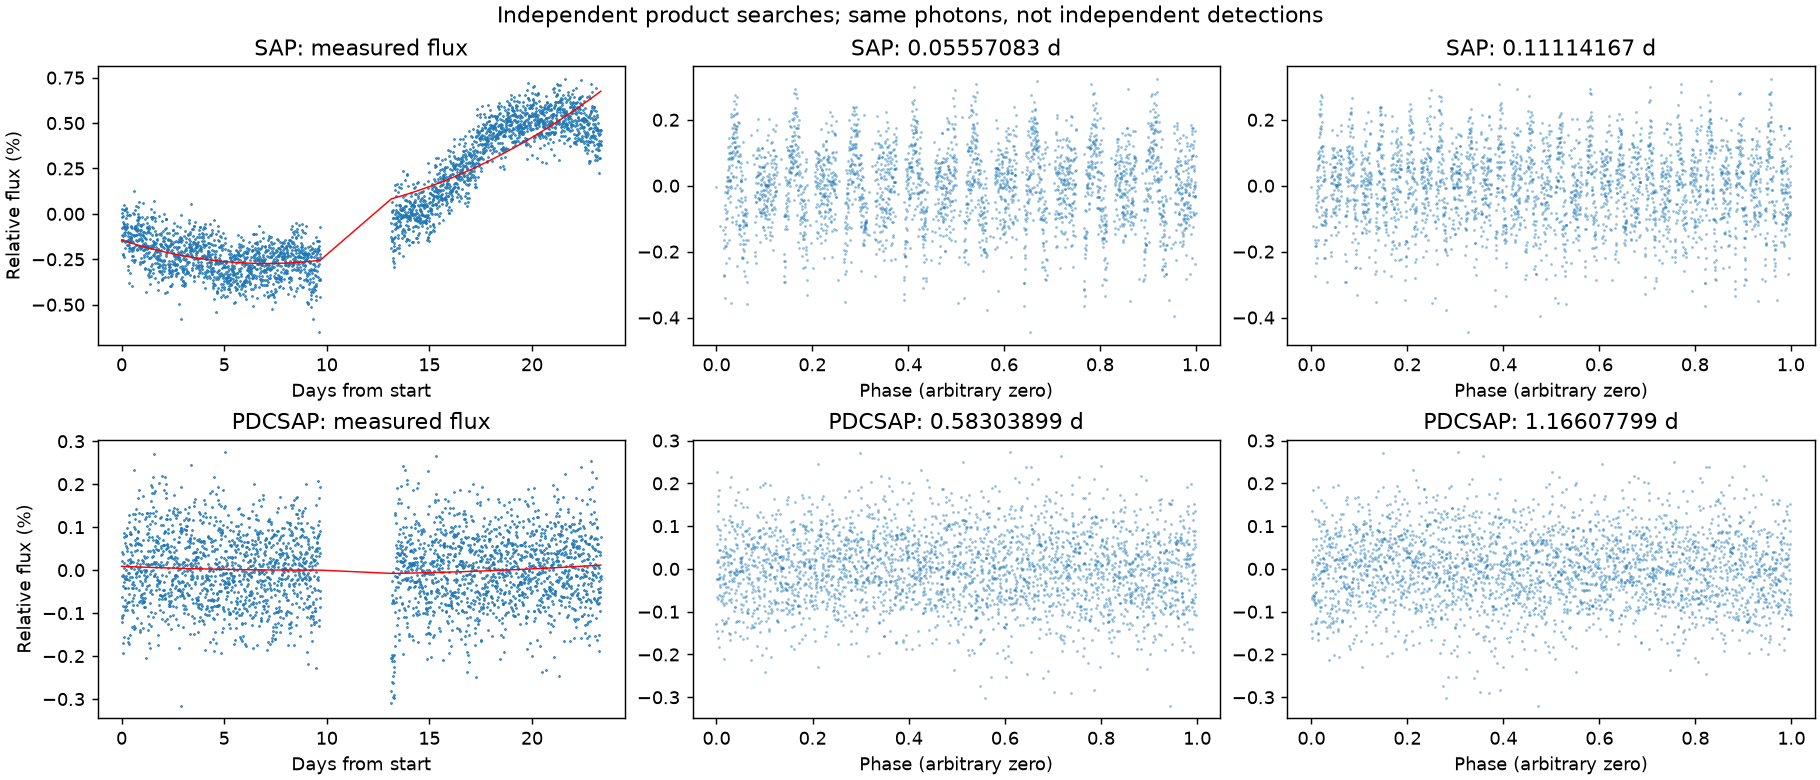 Independent product searches; same photons, not independent detections
SAP: measured flux
Relative flux (%)
0.75
0.50
0.25
0.00
−0.25
−0.50
0 5 10 15 20
Days from start
SAP: 0.05557083 d
0.2
0.0
−0.2
−0.4
0.0 0.2 0.4 0.6 0.8 1.0
Phase (arbitrary zero)
SAP: 0.11114167 d
0.2
0.0
−0.2
−0.4
0.0 0.2 0.4 0.6 0.8 1.0
Phase (arbitrary zero)
PDCSAP: measured flux
Relative flux (%)
0.3
0.2
0.1
0.0
−0.1
−0.2
−0.3
0 5 10 15 20
Days from start
PDCSAP: 0.58303899 d
0.3
0.2
0.1
0.0
−0.1
−0.2
−0.3
0.0 0.2 0.4 0.6 0.8 1.0
Phase (arbitrary zero)
PDCSAP: 1.16607799 d
0.3
0.2
0.1
0.0
−0.1
−0.2
−0.3
0.0 0.2 0.4 0.6 0.8 1.0
Phase (arbitrary zero)